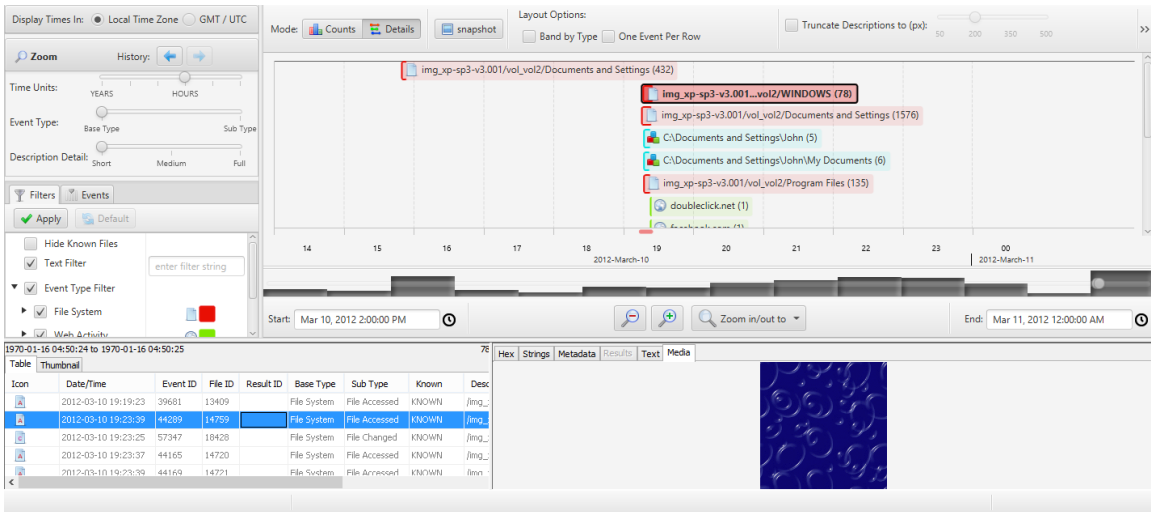 Display Times In: Local Time Zone GMT / UTC
Zoom History:
Time Units: YEARS HOURS
Event Type: Base Type Sub Type
Description Detail: Short Medium Full
Filters Events
Apply Default
Hide Known Files
Text Filter enter filter string
Event Type Filter
File System
Web Activity
Mode: Counts Details snapshot
Layout Options:
Band by Type One Event Per Row
Truncate Descriptions to (px): 50 200 350 500
>>
img_xp-sp3-v3.001/vol_vol2/Documents and Settings (432)
img_xp-sp3-v3.001...vol2/WINDOWS (78)
img_xp-sp3-v3.001/vol_vol2/Documents and Settings (1576)
C:\Documents and Settings\John (5)
C:\Documents and Settings\John\My Documents (6)
img_xp-sp3-v3.001/vol_vol2/Program Files (135)
doubleclick.net (1)
facebook.com (1)
14 15 16 17 18 19 20 21 22 23 00
2012-March-10 2012-March-11
Start: Mar 10, 2012 2:00:00 PM Zoom in/out to End: Mar 11, 2012 12:00:00 AM
1970-01-16 04:50:24 to 1970-01-16 04:50:25 78
Table Thumbnail
Icon Date/Time Event ID File ID Result ID Base Type Sub Type Known Desc
2012-03-10 19:19:23 39681 13409 File System File Accessed KNOWN /img_
2012-03-10 19:23:39 44289 14759 File System File Accessed KNOWN /img_
2012-03-10 19:23:25 57347 18428 File System File Changed KNOWN /img_
2012-03-10 19:23:37 44165 14720 File System File Accessed KNOWN /img_
2012-03-10 19:23:39 44169 14721 File System File Accessed KNOWN /img_
Hex Strings Metadata Results Text Media